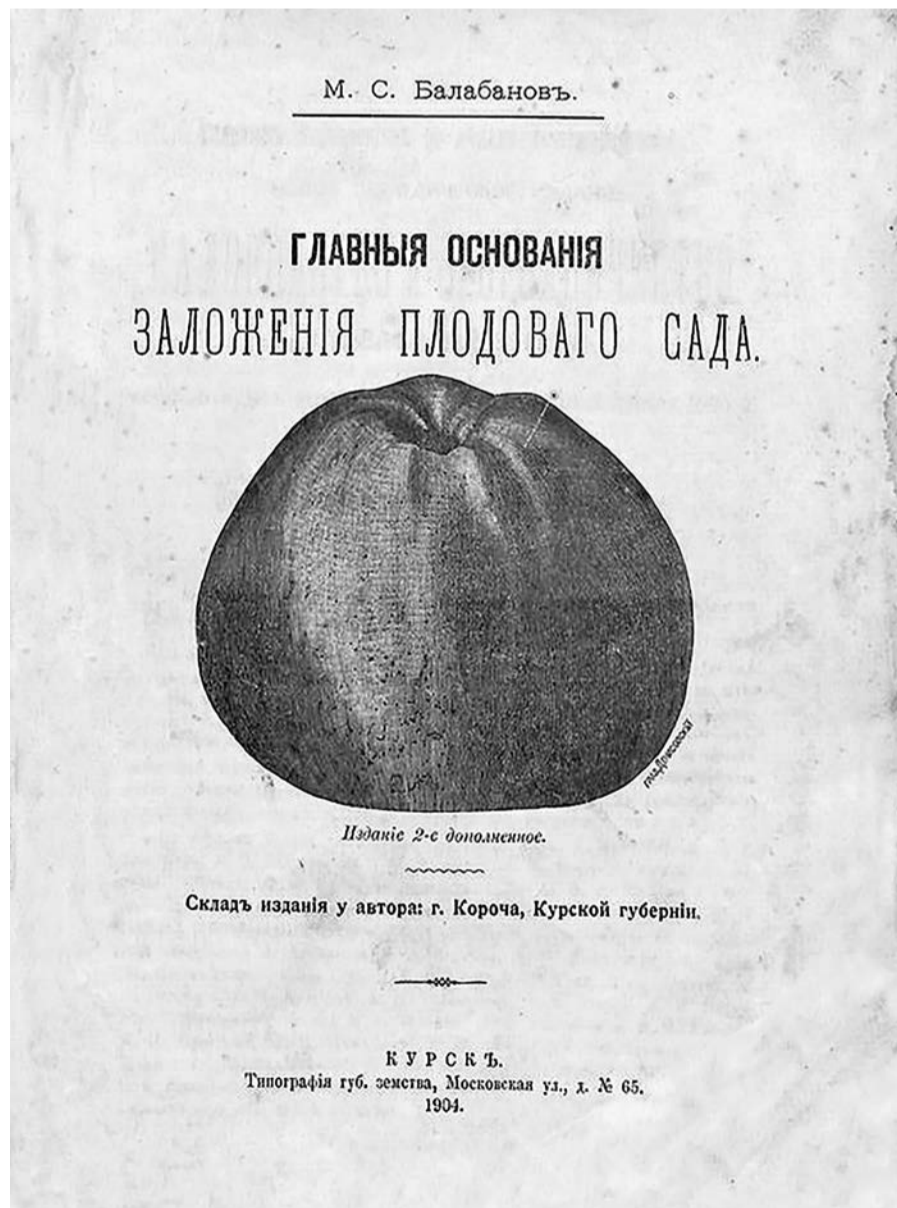 М. С. Балабановъ.
ГЛАВНЫЯ ОСНОВАНІЯ
ЗАЛОЖЕНІЯ ПЛОДОВАГО САДА.
Изданіе 2-е дополненное.
Складъ изданія у автора: г. Короча, Курской губерніи.
КУРСКЪ.
Типографія губ. земства, Московская ул., д. № 65.
1904.